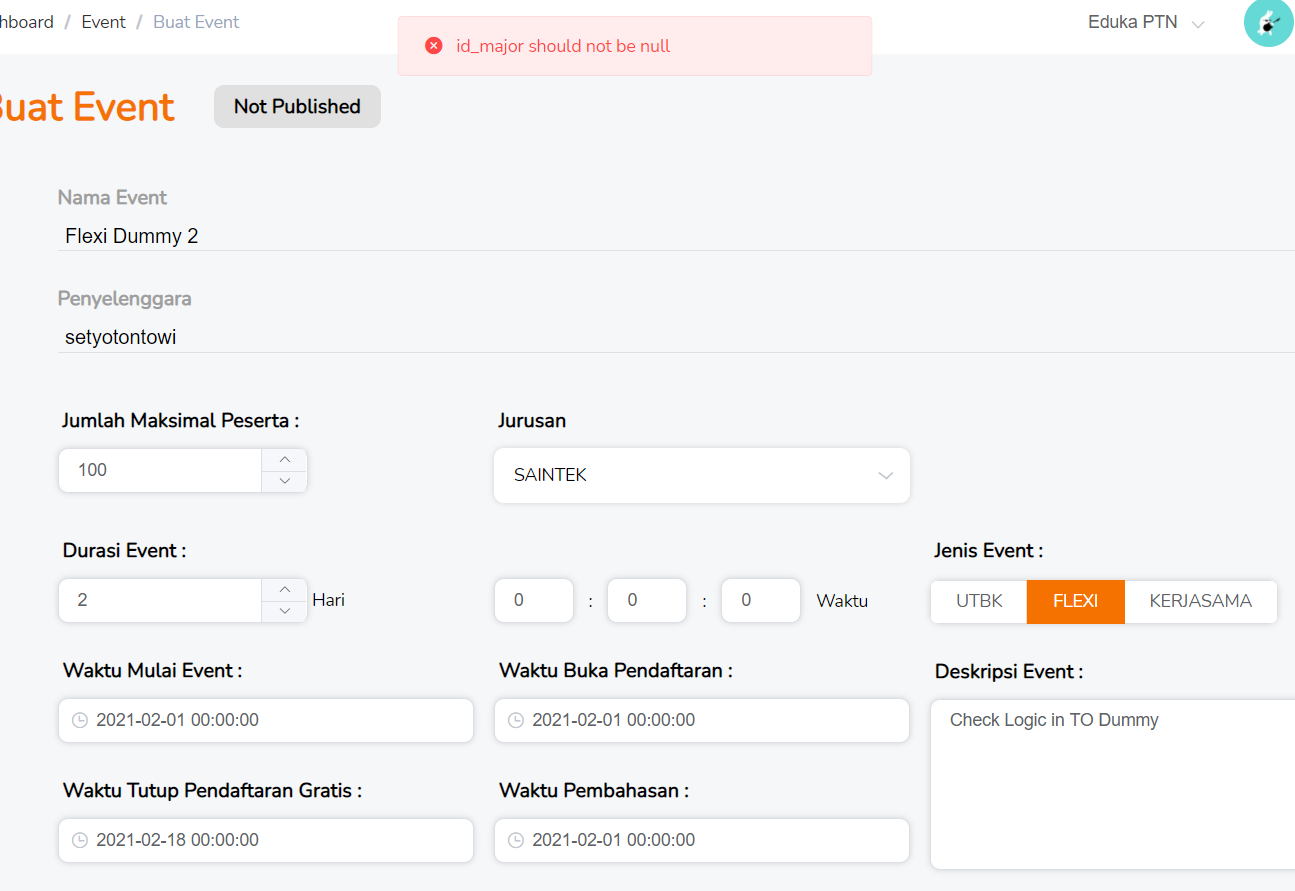 hboard / Event / Buat Event
Eduka PTN
id_major should not be null
Buat Event
Not Published
Nama Event
Flexi Dummy 2
Penyelenggara
setyotontowi
Jumlah Maksimal Peserta :
Jurusan
100
SAINTEK
Durasi Event :
Jenis Event :
2 Hari
0 : 0 : 0 Waktu
UTBK FLEXI KERJASAMA
Waktu Mulai Event :
Waktu Buka Pendaftaran :
Deskripsi Event :
2021-02-01 00:00:00
2021-02-01 00:00:00
Check Logic in TO Dummy
Waktu Tutup Pendaftaran Gratis :
Waktu Pembahasan :
2021-02-18 00:00:00
2021-02-01 00:00:00